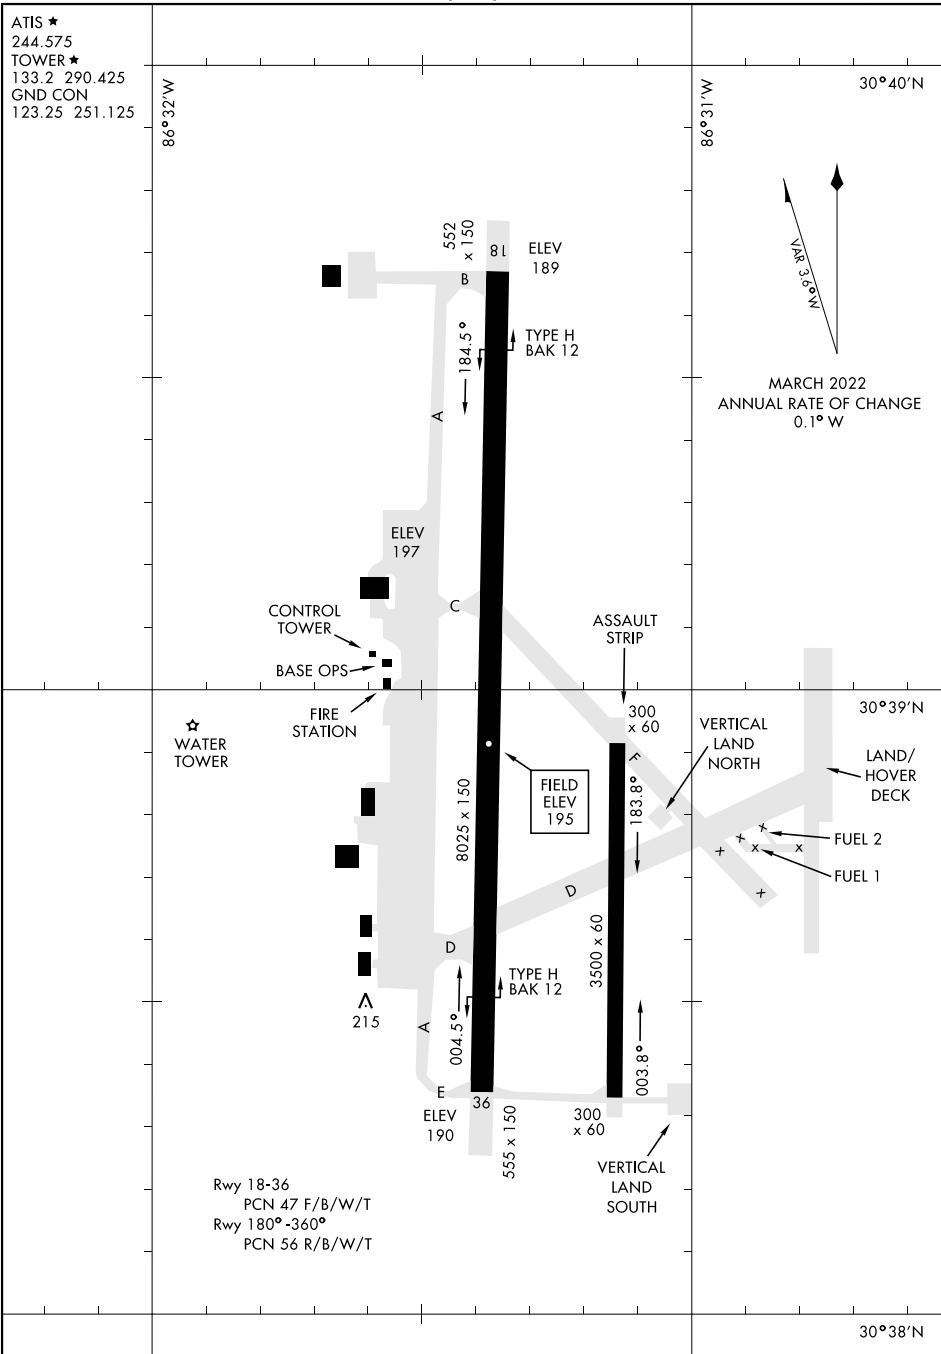 ATIS ★
244.575
TOWER ★
133.2 290.425
GND CON
123.25 251.125
86°32'W
86°31'W
30°40'N
VAR 3.6°W
MARCH 2022
ANNUAL RATE OF CHANGE
0.1° W
552
x 150
18
ELEV
189
B
TYPE H
BAK 12
184.5°
A
ELEV
197
C
CONTROL
TOWER
BASE OPS
FIRE
STATION
ASSAULT
STRIP
30°39'N
WATER
TOWER
300
x 60
VERTICAL
LAND
NORTH
LAND/
HOVER
DECK
F
FIELD
ELEV
195
183.8°
8025 x 150
x
x
x
x
x
x
FUEL 2
FUEL 1
D
D
3500 x 60
TYPE H
BAK 12
215
A
004.5°
003.8°
E
36
ELEV
190
555 x 150
300
x 60
VERTICAL
LAND
SOUTH
Rwy 18-36
PCN 47 F/B/W/T
Rwy 180°-360°
PCN 56 R/B/W/T
30°38'N